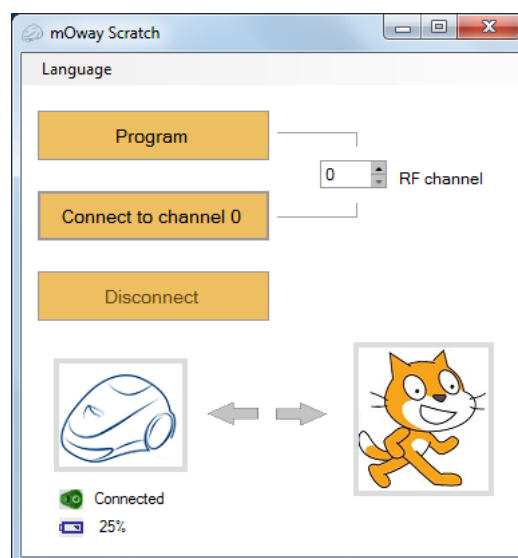 mOway Scratch
Language
Program
0
RF channel
Connect to channel 0
Disconnect
Connected
25%